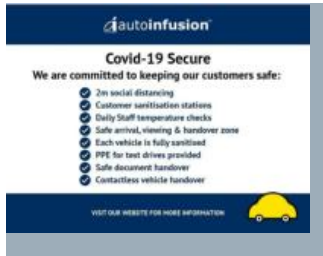 autoinfusion
Covid-19 Secure
We are committed to keeping our customers safe:
2m social distancing
Customer sanitisation stations
Daily Staff temperature checks
Safe arrival, viewing & handover zone
Each vehicle is fully sanitised
PPE for test drives provided
Safe document handover
Contactless vehicle handover
VISIT OUR WEBSITE FOR MORE INFORMATION